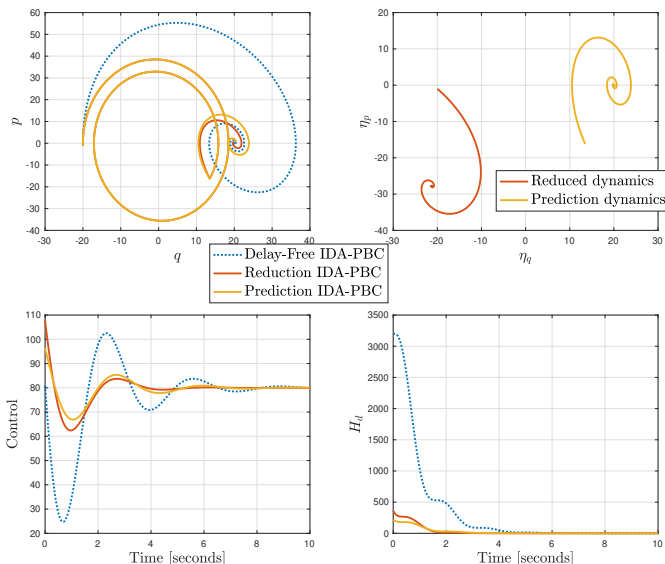 60
50
40
30
20
10
0
-10
-20
-30
-40
-30 -20 -10 0 10 20 30 40
p
q
20
10
0
-10
-20
-30
-40
-30 -20 -10 0 10 20 30
η_p
η_q
Reduced dynamics
Prediction dynamics
Delay-Free IDA-PBC
Reduction IDA-PBC
Prediction IDA-PBC
110
100
90
80
70
60
50
40
30
20
0 2 4 6 8 10
Control
Time [seconds]
3500
3000
2500
2000
1500
1000
500
0
0 2 4 6 8 10
H_d
Time [seconds]